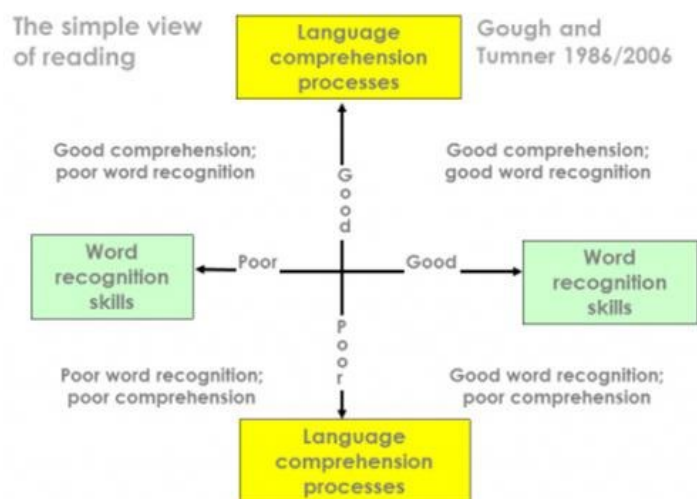 The simple view
of reading
Language
comprehension
processes
Gough and
Tumner 1986/2006
Good comprehension;
poor word recognition
Good
Good comprehension;
good word recognition
Word
recognition
skills
Poor
Good
Word
recognition
skills
Poor word recognition;
poor comprehension
Poor
Good word recognition;
poor comprehension
Language
comprehension
processes